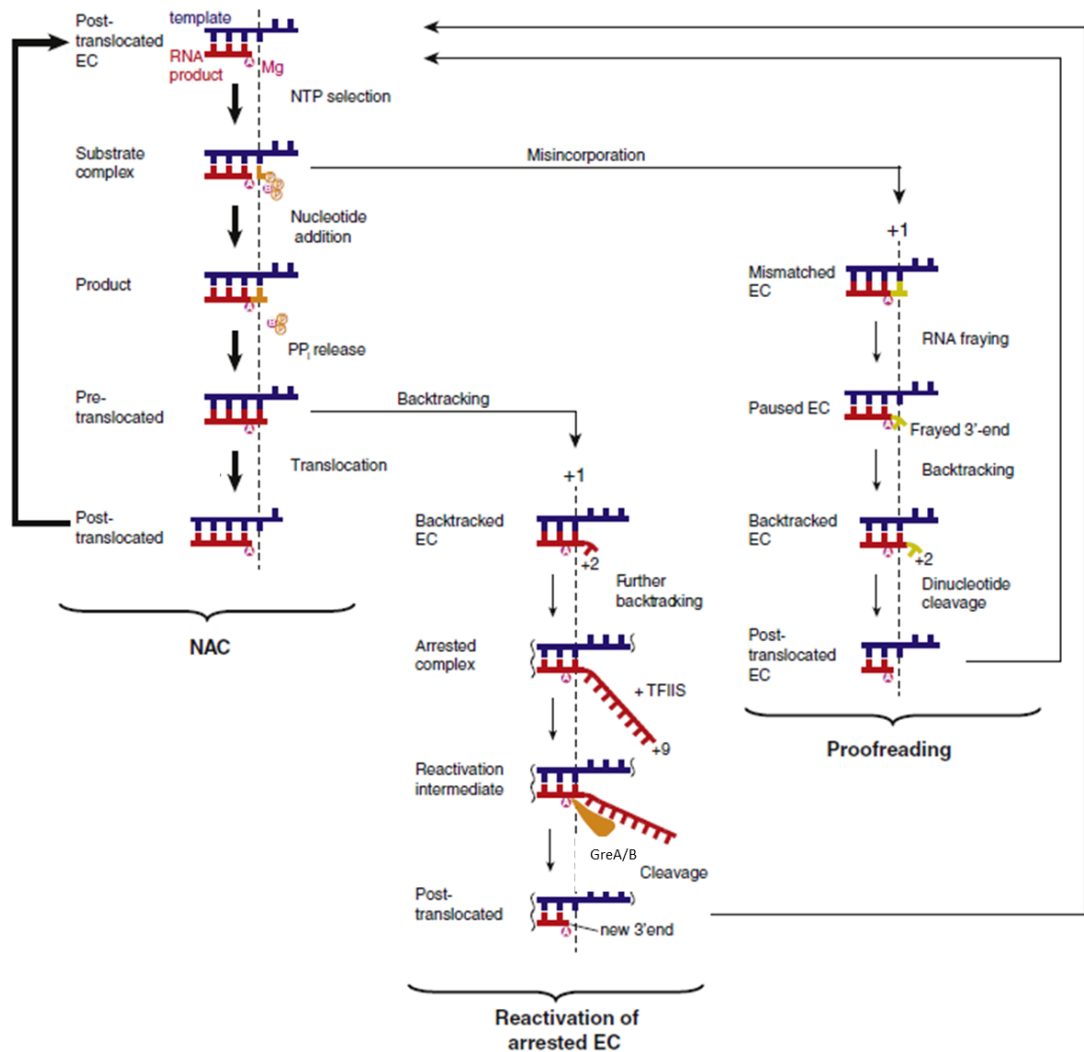 Post-
translocated
EC
template
RNA
product
A
Mg
NTP selection
Substrate
complex
A
P
B
P
P
Misincorporation
Nucleotide
addition
Product
A
B
P
P
PPi release
Pre-
translocated
A
Backtracking
Translocation
Post-
translocated
A
NAC
+1
Backtracked
EC
A
+2
Further
backtradking
Arrested
complex
A
+ TFIIS
+9
Reactivation
intermediate
A
GreA/B
Cleavage
Post-
translocated
A
new 3'end
Reactivation of
arrested EC
+1
Mismatched
EC
A
RNA fraying
Paused EC
A
Frayed 3'-end
Backtracking
Backtracked
EC
A
+2
Dinucleotide
cleavage
Post-
translocated
EC
A
Proofreading